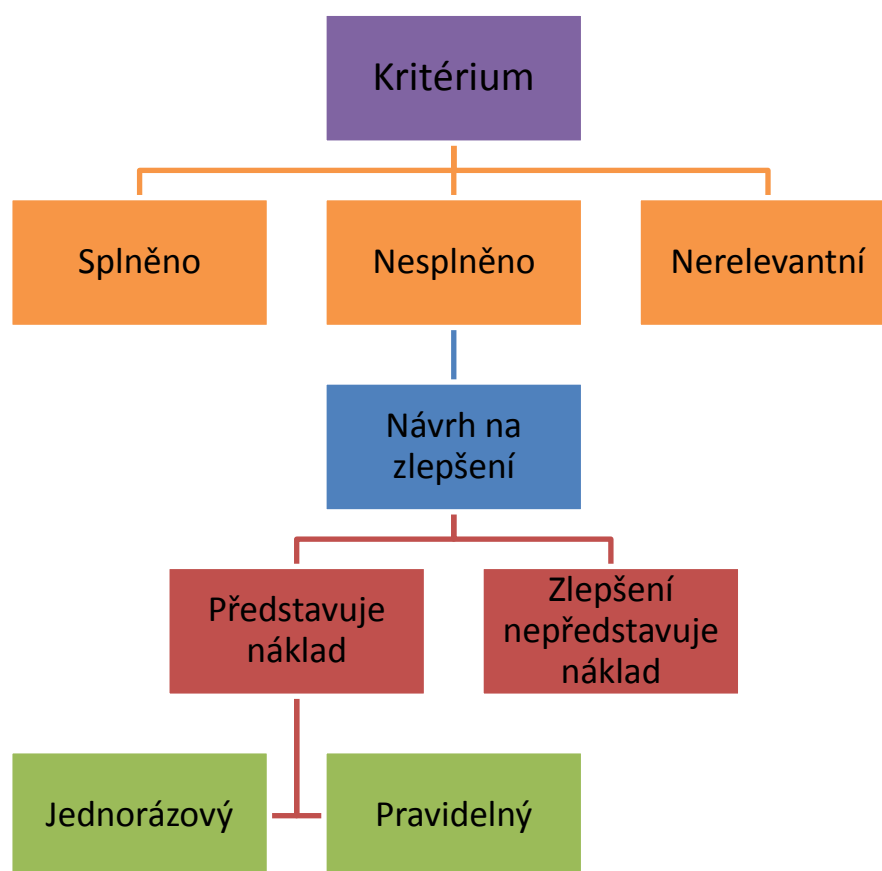 Kritérium
Splněno
Nesplněno
Nerelevantní
Návrh na
zlepšení
Představuje
náklad
Zlepšení
nepředstavuje
náklad
Jednorázový
Pravidelný